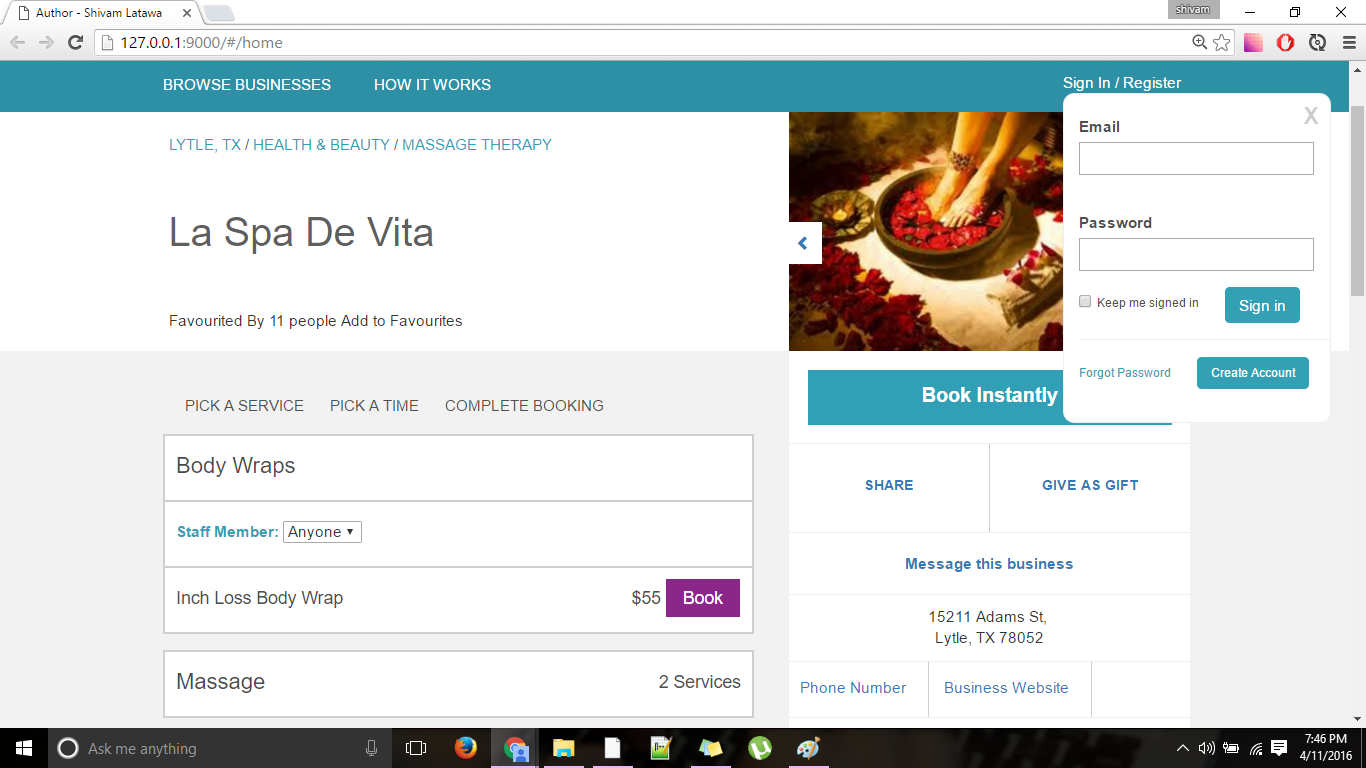 Author - Shivam Latawa
shivam
127.0.0.1:9000/#/home
BROWSE BUSINESSES HOW IT WORKS Sign In / Register
X
Email
LYTLE, TX / HEALTH & BEAUTY / MASSAGE THERAPY
La Spa De Vita
Password
Keep me signed in Sign in
Favourited By 11 people Add to Favourites
Forgot Password Create Account
Book Instantly
PICK A SERVICE PICK A TIME COMPLETE BOOKING
Body Wraps
SHARE GIVE AS GIFT
Staff Member: Anyone
Message this business
Inch Loss Body Wrap $55 Book
15211 Adams St,
Lytle, TX 78052
Massage 2 Services
Phone Number Business Website
Ask me anything
7:46 PM
4/11/2016